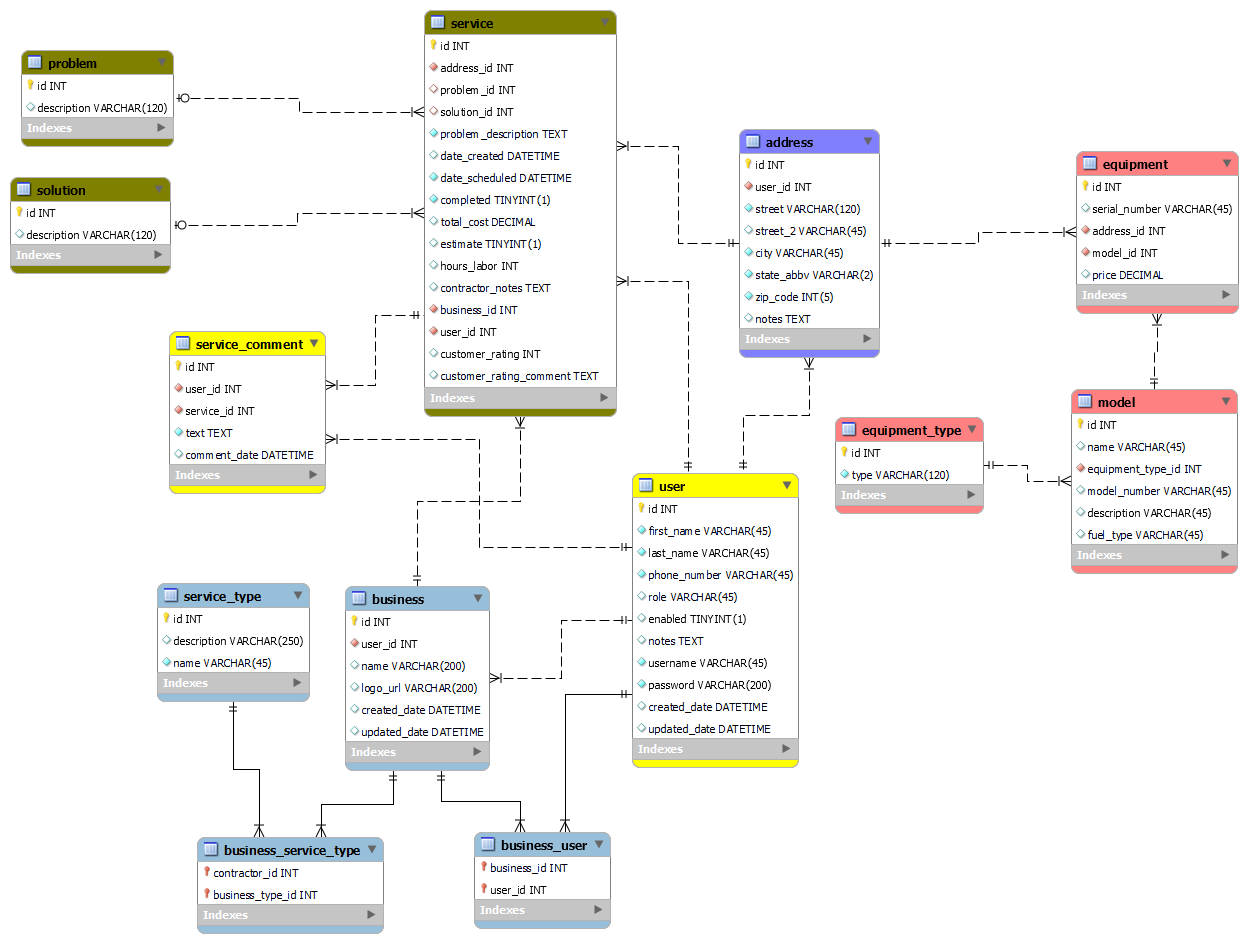 service
id INT
address_id INT
problem_id INT
solution_id INT
problem_description TEXT
date_created DATETIME
date_scheduled DATETIME
completed TINYINT(1)
total_cost DECIMAL
estimate TINYINT(1)
hours_labor INT
contractor_notes TEXT
business_id INT
user_id INT
customer_rating INT
customer_rating_comment TEXT
Indexes
problem
id INT
description VARCHAR(120)
Indexes
solution
id INT
description VARCHAR(120)
Indexes
address
id INT
user_id INT
street VARCHAR(120)
street_2 VARCHAR(45)
city VARCHAR(45)
state_abbv VARCHAR(2)
zip_code INT(5)
notes TEXT
Indexes
equipment
id INT
serial_number VARCHAR(45)
address_id INT
model_id INT
price DECIMAL
Indexes
service_comment
id INT
user_id INT
service_id INT
text TEXT
comment_date DATETIME
Indexes
equipment_type
id INT
type VARCHAR(120)
Indexes
model
id INT
name VARCHAR(45)
equipment_type_id INT
model_number VARCHAR(45)
description VARCHAR(45)
fuel_type VARCHAR(45)
Indexes
user
id INT
first_name VARCHAR(45)
last_name VARCHAR(45)
phone_number VARCHAR(45)
role VARCHAR(45)
enabled TINYINT(1)
notes TEXT
username VARCHAR(45)
password VARCHAR(200)
created_date DATETIME
updated_date DATETIME
Indexes
service_type
id INT
description VARCHAR(250)
name VARCHAR(45)
Indexes
business
id INT
user_id INT
name VARCHAR(200)
logo_url VARCHAR(200)
created_date DATETIME
updated_date DATETIME
Indexes
business_service_type
contractor_id INT
business_type_id INT
Indexes
business_user
business_id INT
user_id INT
Indexes